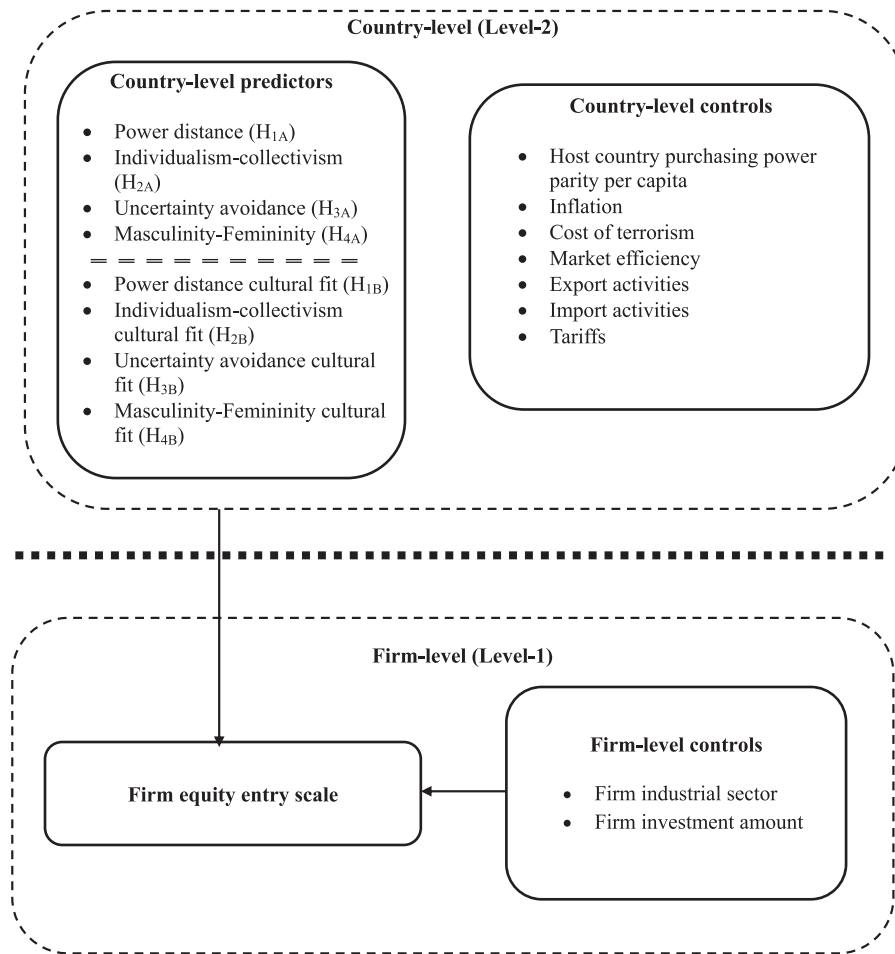 Country-level (Level-2)
Country-level predictors
• Power distance (H1A)
• Individualism-collectivism
(H2A)
• Uncertainty avoidance (H3A)
• Masculinity-Femininity (H4A)
• Power distance cultural fit (H1B)
• Individualism-collectivism
cultural fit (H2B)
• Uncertainty avoidance cultural
fit (H3B)
• Masculinity-Femininity cultural
fit (H4B)
Country-level controls
• Host country purchasing power
parity per capita
• Inflation
• Cost of terrorism
• Market efficiency
• Export activities
• Import activities
• Tariffs
Firm-level (Level-1)
Firm equity entry scale
Firm-level controls
• Firm industrial sector
• Firm investment amount